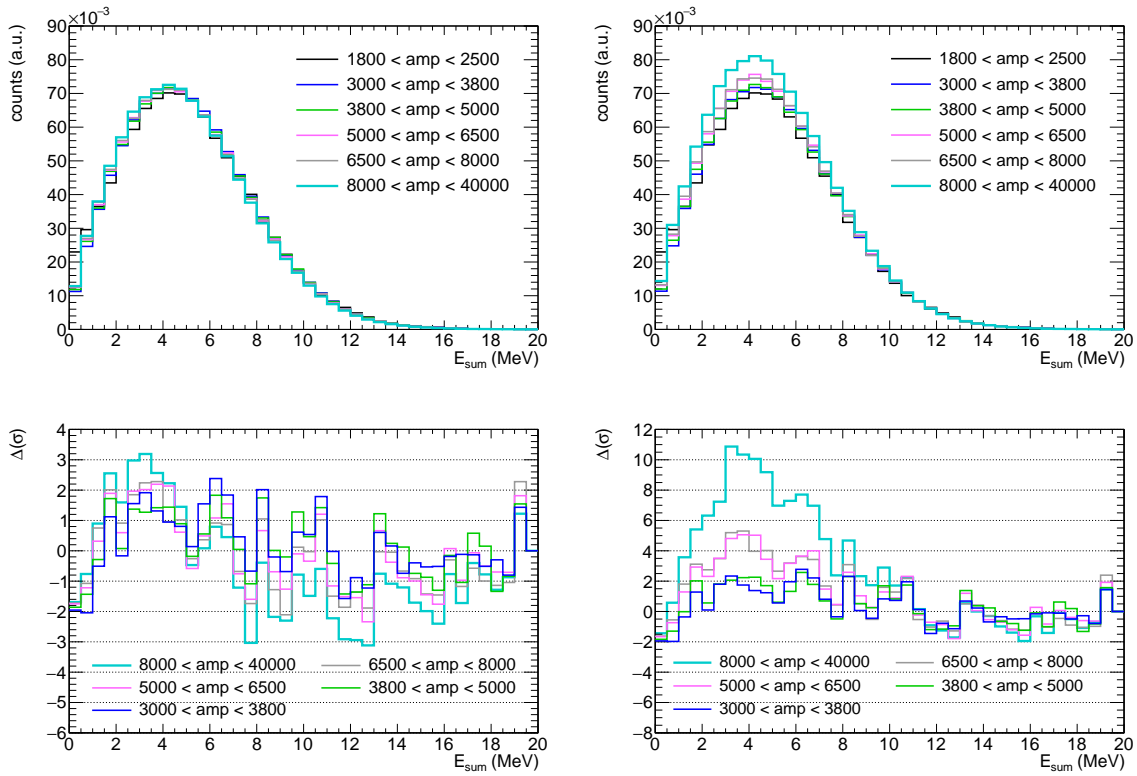 ×10⁻³
counts (a.u.)
90
80
70
60
50
40
30
20
10
0
1800 < amp < 2500
3000 < amp < 3800
3800 < amp < 5000
5000 < amp < 6500
6500 < amp < 8000
8000 < amp < 40000
0 2 4 6 8 10 12 14 16 18 20
E_sum (MeV)
×10⁻³
counts (a.u.)
90
80
70
60
50
40
30
20
10
0
1800 < amp < 2500
3000 < amp < 3800
3800 < amp < 5000
5000 < amp < 6500
6500 < amp < 8000
8000 < amp < 40000
0 2 4 6 8 10 12 14 16 18 20
E_sum (MeV)
Δ(σ)
4
3
2
1
0
−1
−2
−3
−4
−5
−6
8000 < amp < 40000 6500 < amp < 8000
5000 < amp < 6500 3800 < amp < 5000
3000 < amp < 3800
0 2 4 6 8 10 12 14 16 18 20
E_sum (MeV)
Δ(σ)
12
10
8
6
4
2
0
−2
−4
−6
−8
8000 < amp < 40000 6500 < amp < 8000
5000 < amp < 6500 3800 < amp < 5000
3000 < amp < 3800
0 2 4 6 8 10 12 14 16 18 20
E_sum (MeV)